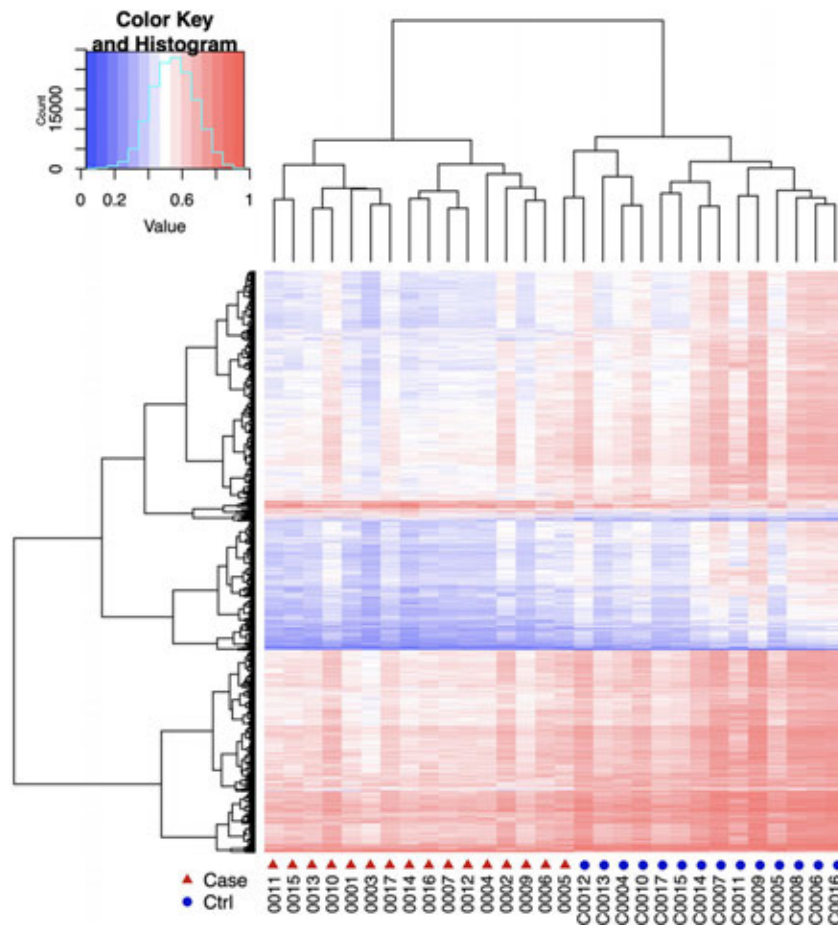 Color Key
and Histogram
Count
0 15000
0 0.2 0.6 1
Value
Case
Ctrl
0011
0015
0013
0010
0001
0003
0017
0014
0016
0007
0012
0004
0002
0009
0006
0005
C0012
C0013
C0004
C0010
C0017
C0015
C0014
C0007
C0011
C0009
C0005
C0008
C0006
C0016